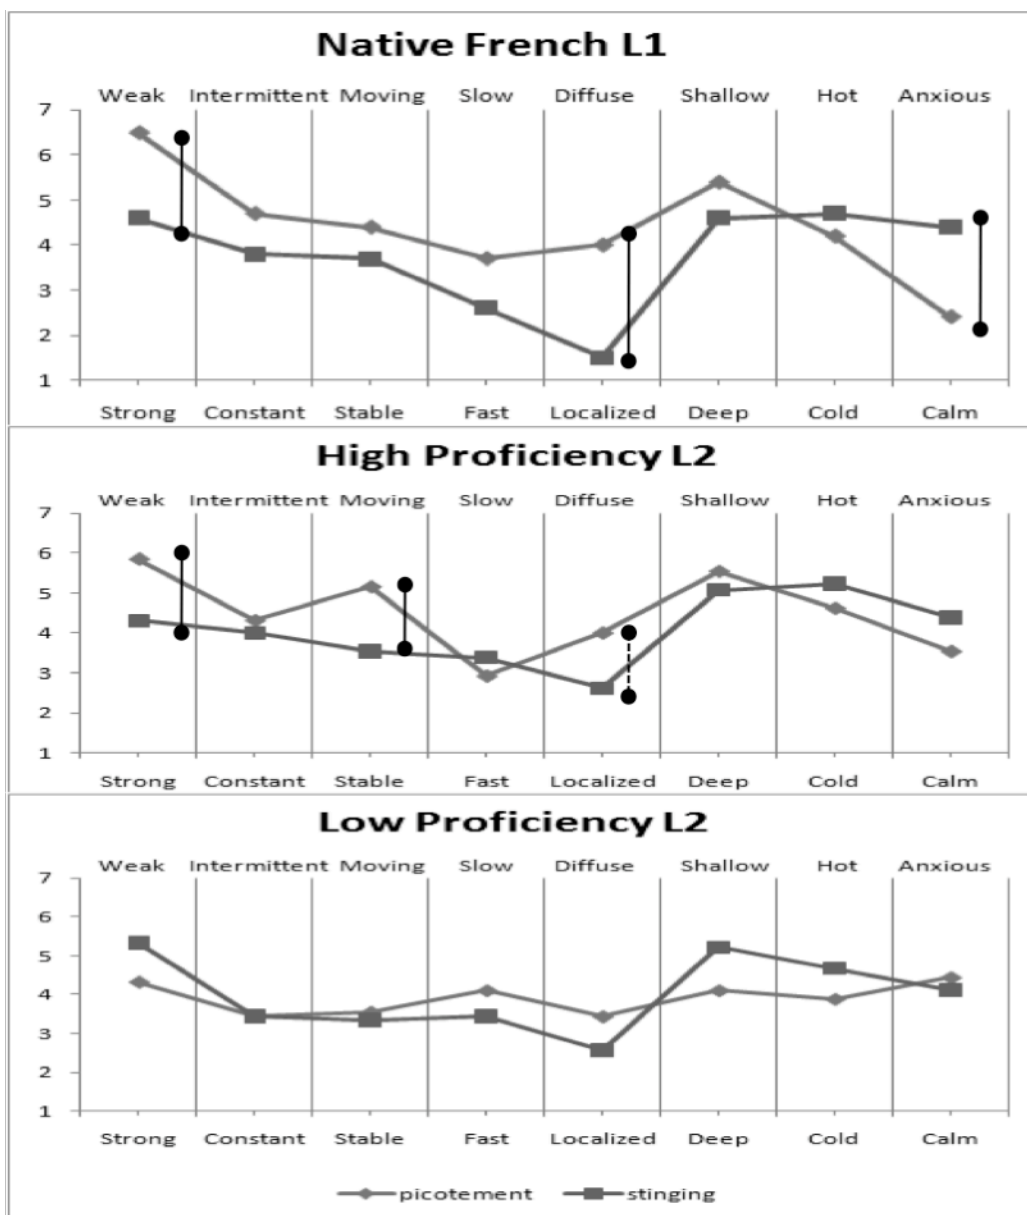 Native French L1
Weak Intermittent Moving Slow Diffuse Shallow Hot Anxious
7
6
5
4
3
2
1
Strong Constant Stable Fast Localized Deep Cold Calm
High Proficiency L2
Weak Intermittent Moving Slow Diffuse Shallow Hot Anxious
7
6
5
4
3
2
1
Strong Constant Stable Fast Localized Deep Cold Calm
Low Proficiency L2
Weak Intermittent Moving Slow Diffuse Shallow Hot Anxious
7
6
5
4
3
2
1
Strong Constant Stable Fast Localized Deep Cold Calm
picotement stinging